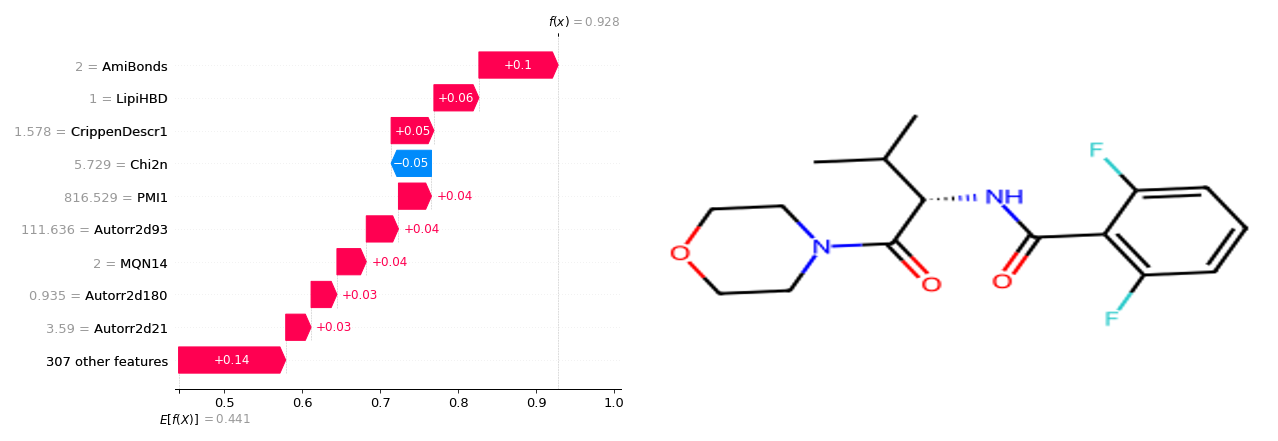 f(x) = 0.928
2 = AmiBonds
+0.1
1 = LipiHBD
+0.06
1.578 = CrippenDescr1
+0.05
5.729 = Chi2n
−0.05
816.529 = PMI1
+0.04
111.636 = Autorr2d93
+0.04
2 = MQN14
+0.04
0.935 = Autorr2d180
+0.03
3.59 = Autorr2d21
+0.03
307 other features
+0.14
0.5 0.6 0.7 0.8 0.9 1.0
E[f(X)] = 0.441
F
NH
O
N
O
O
F